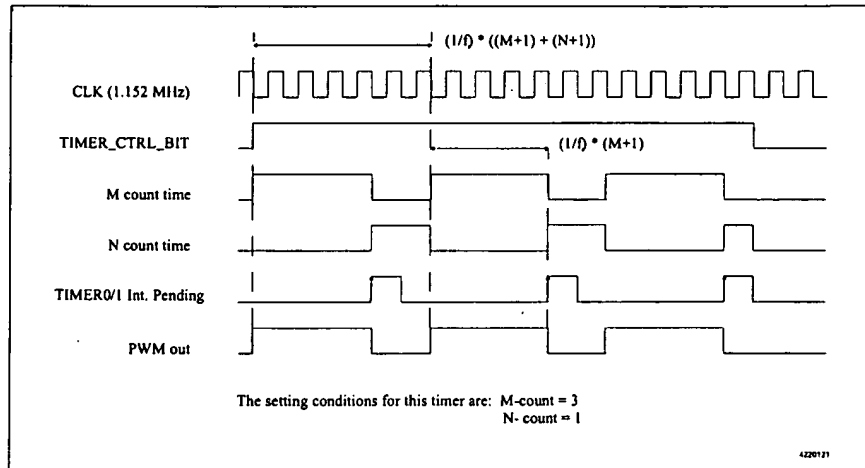 (1/f) * ((M+1) + (N+1))
CLK (1.152 MHz)
TIMER_CTRL_BIT
(1/f) * (M+1)
M count time
N count time
TIMER0/1 Int. Pending
PWM out
The setting conditions for this timer are: M-count = 3
N- count = 1
4220121